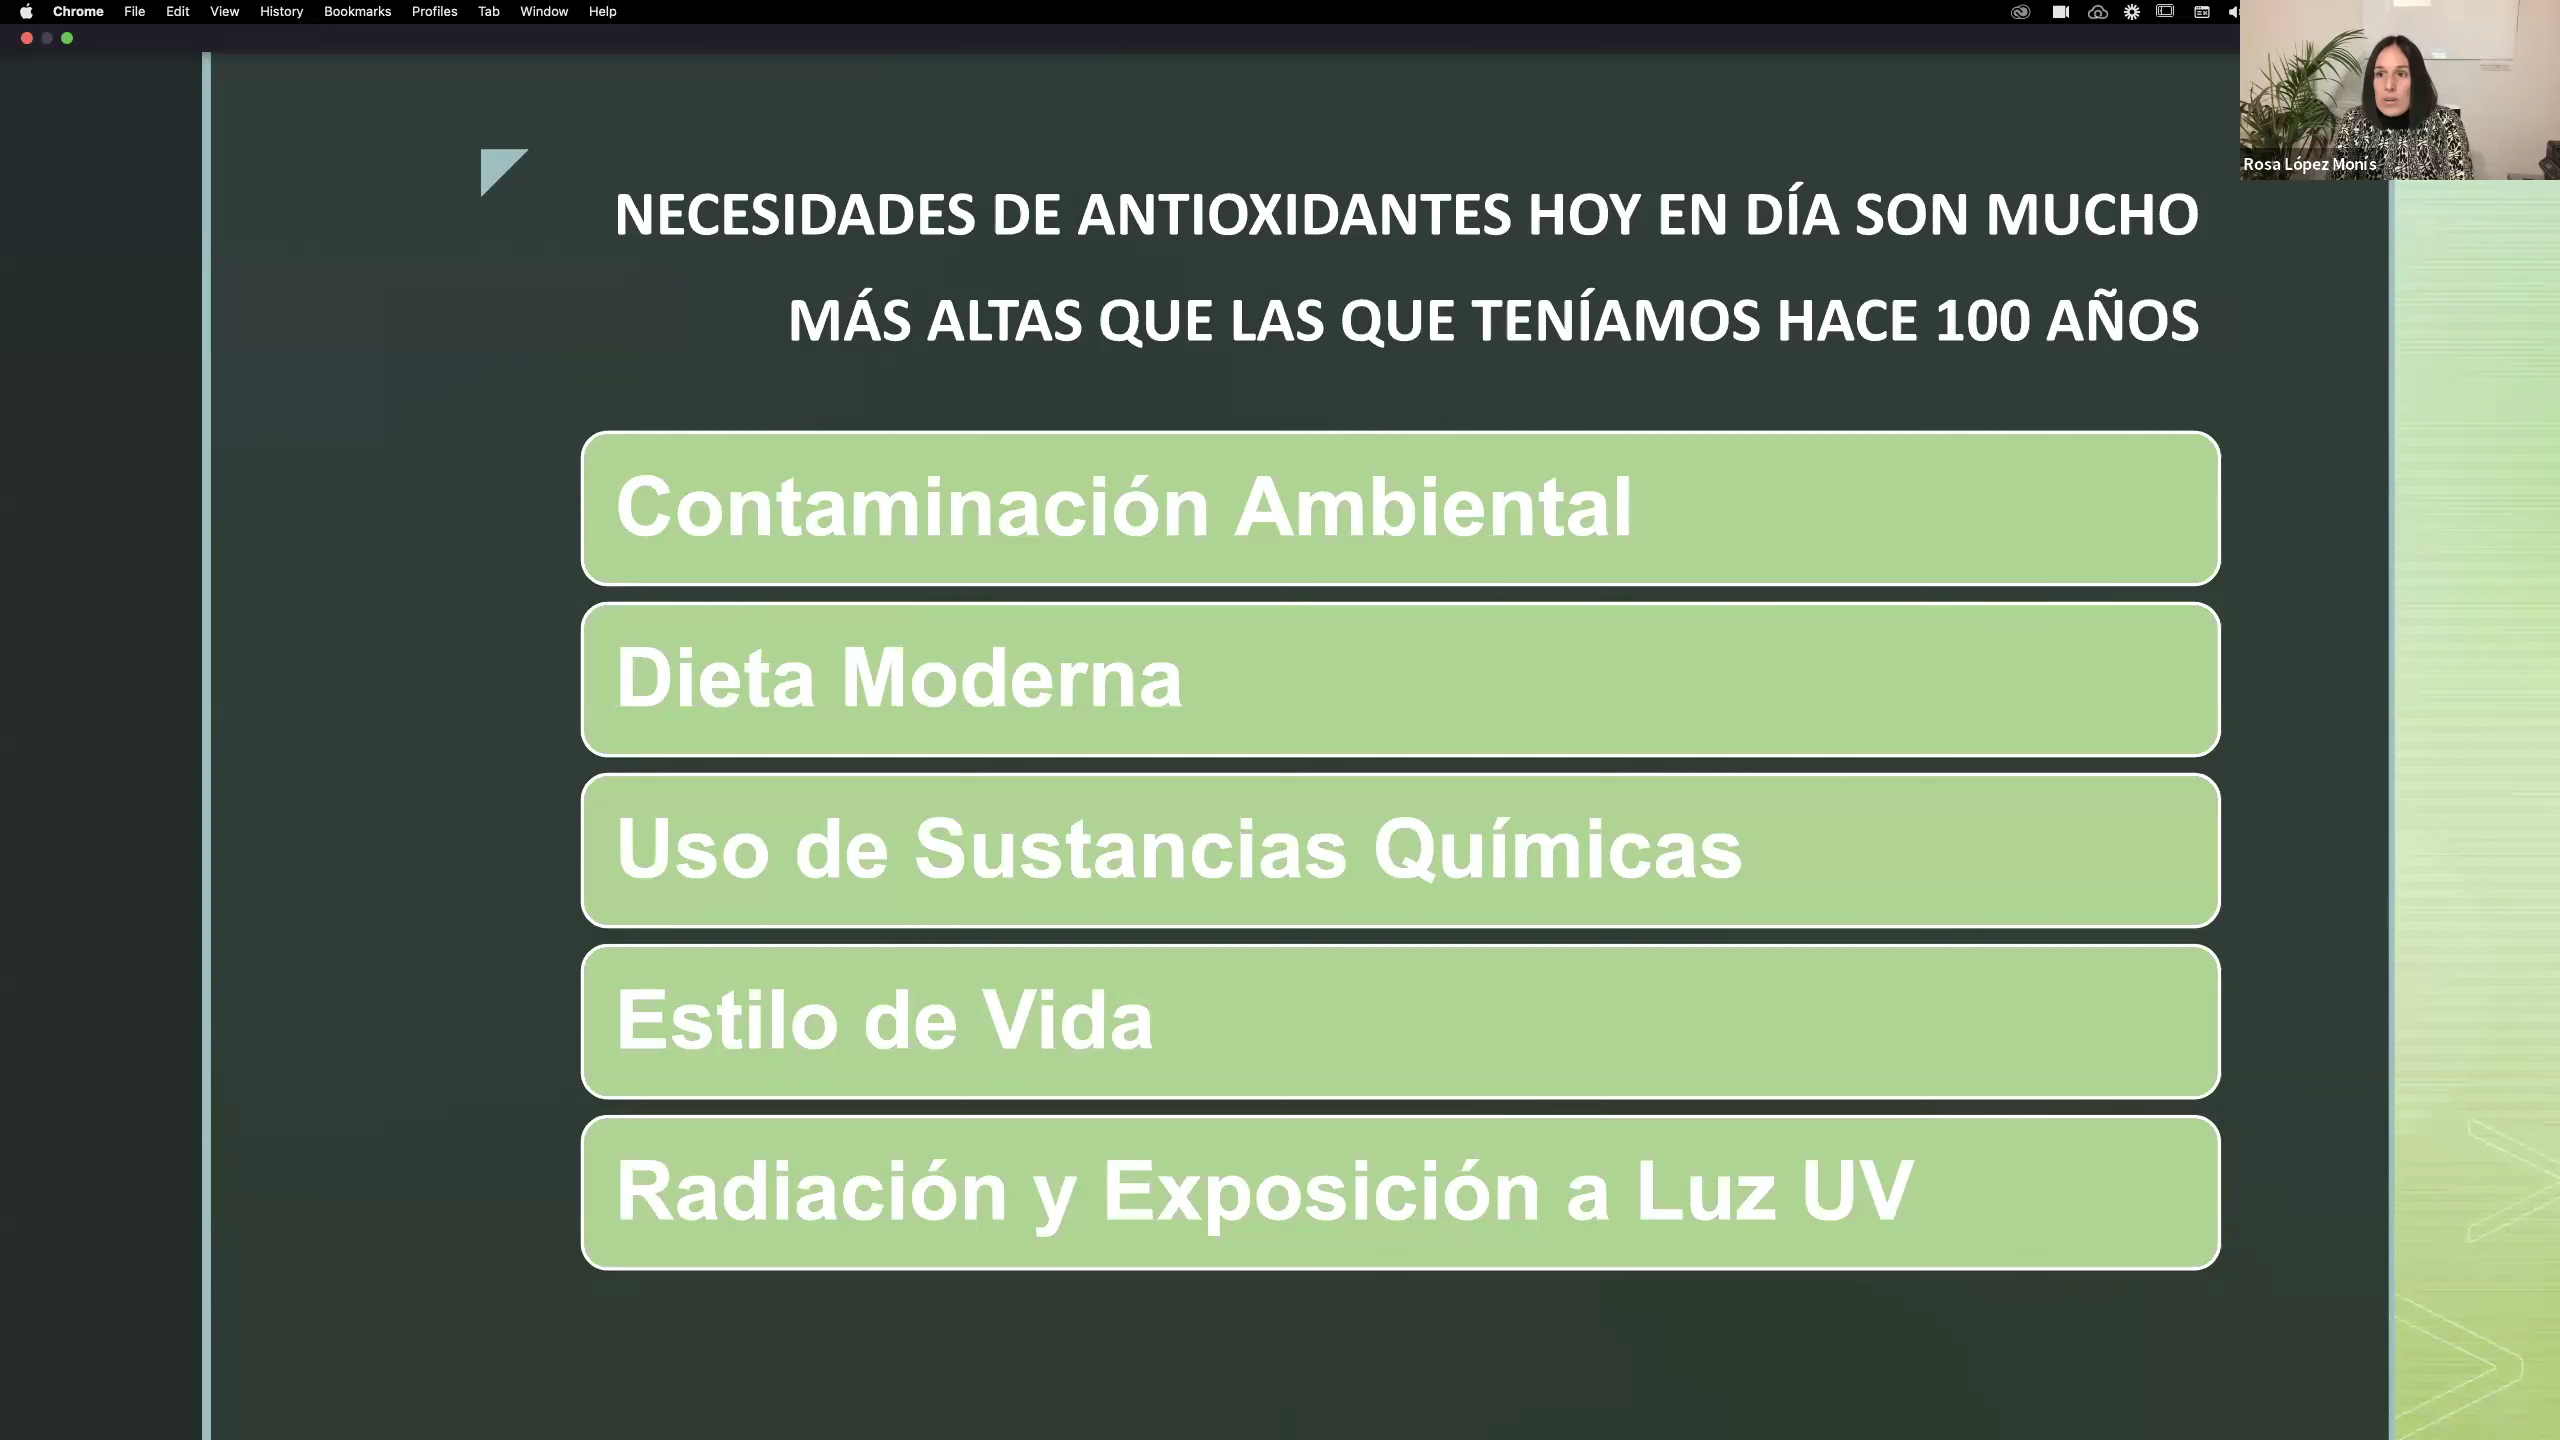 Chrome File Edit View History Bookmarks Profiles Tab Window Help
Rosa López Monís
NECESIDADES DE ANTIOXIDANTES HOY EN DÍA SON MUCHO
MÁS ALTAS QUE LAS QUE TENÍAMOS HACE 100 AÑOS
Contaminación Ambiental
Dieta Moderna
Uso de Sustancias Químicas
Estilo de Vida
Radiación y Exposición a Luz UV